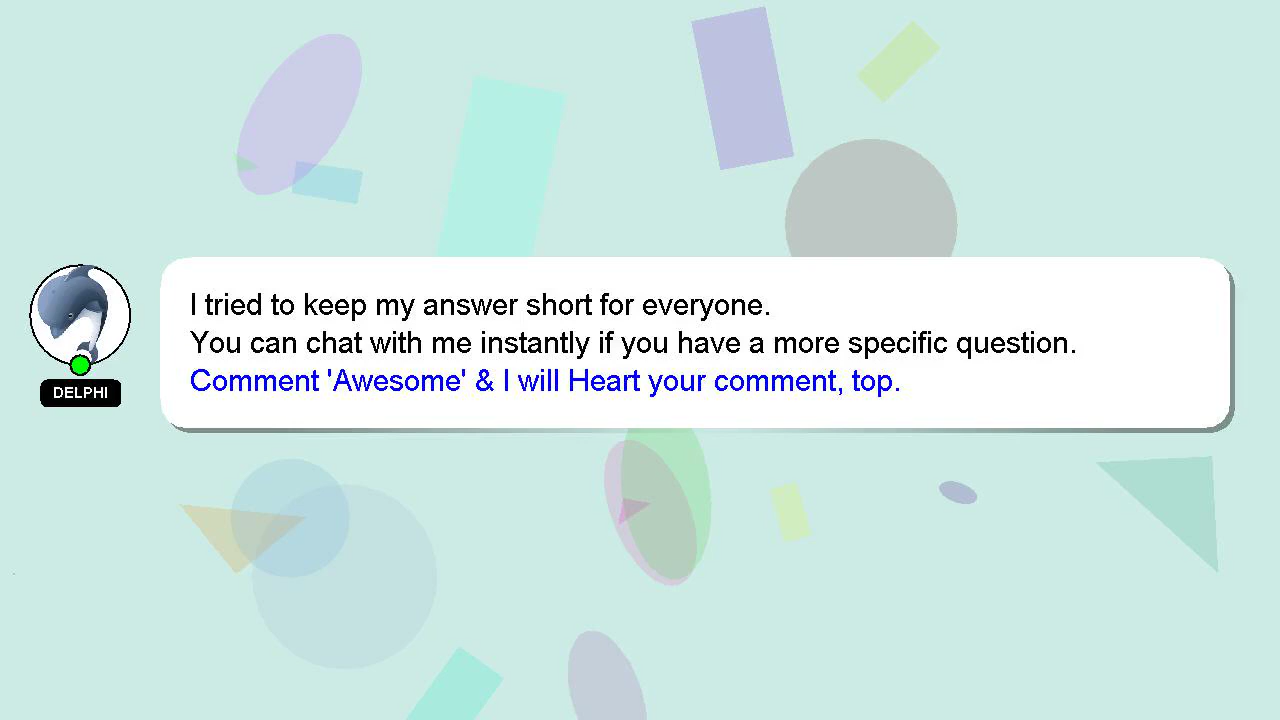 I tried to keep my answer short for everyone.
You can chat with me instantly if you have a more specific question.
Comment 'Awesome' & I will Heart your comment, top.
DELPHI